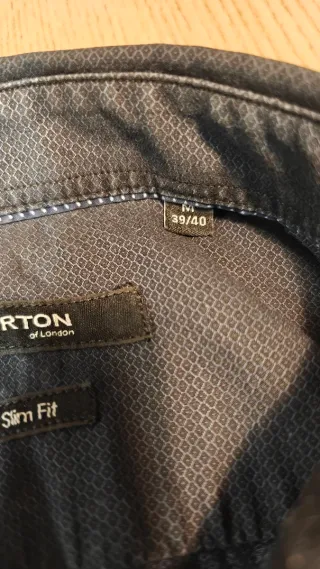 M
39/40
RTON
of London
Slim Fit